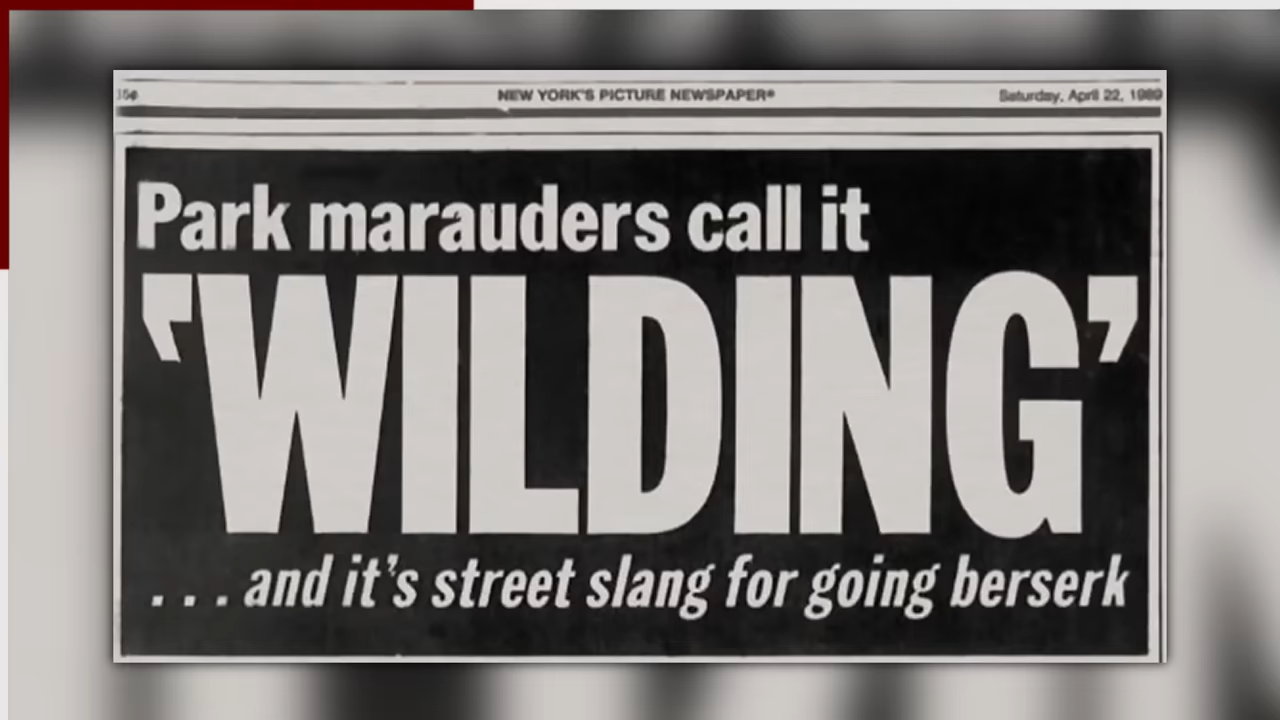 35¢
NEW YORK'S PICTURE NEWSPAPER®
Saturday, April 22, 1989
Park marauders call it
'WILDING'
. . . and it's street slang for going berserk